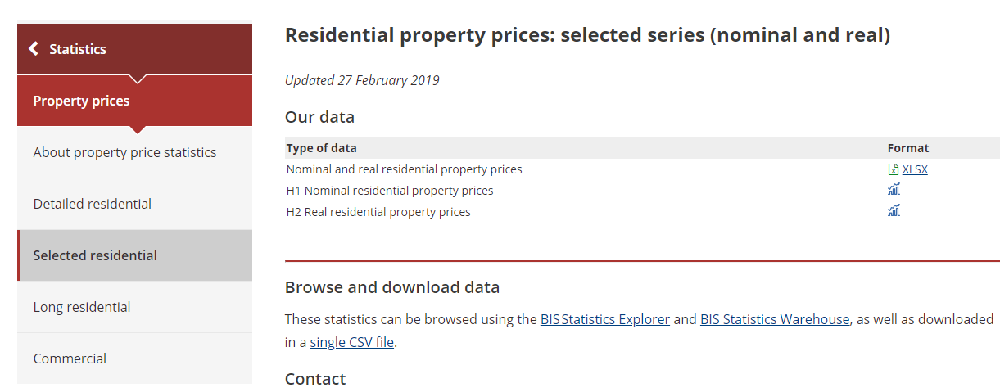 Statistics
Property prices
About property price statistics
Detailed residential
Selected residential
Long residential
Commercial
Residential property prices: selected series (nominal and real)
Updated 27 February 2019
Our data
Type of data Format
Nominal and real residential property prices XLSX
H1 Nominal residential property prices
H2 Real residential property prices
Browse and download data
These statistics can be browsed using the BIS Statistics Explorer and BIS Statistics Warehouse, as well as downloaded
in a single CSV file.
Contact